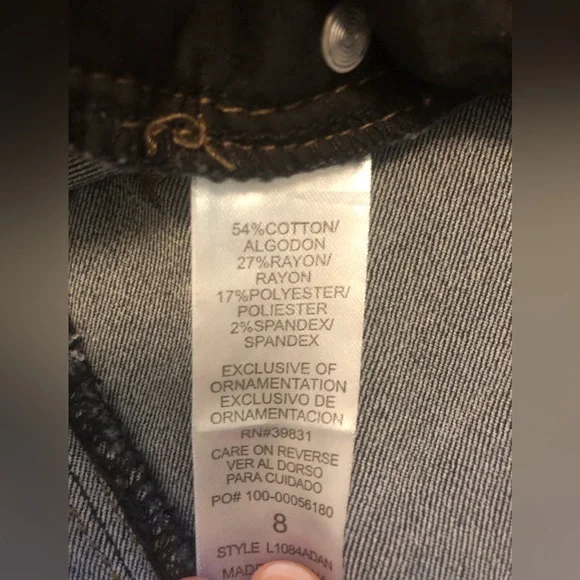 54%COTTON/
ALGODON
27%RAYON/
RAYON
17%POLYESTER/
POLIESTER
2%SPANDEX/
SPANDEX
EXCLUSIVE OF
ORNAMENTATION
EXCLUSIVO DE
ORNAMENTACION
RN#39831
CARE ON REVERSE
VER AL DORSO
PARA CUIDADO
PO# 100-00056180
8
STYLE L1084ADAN
MADE